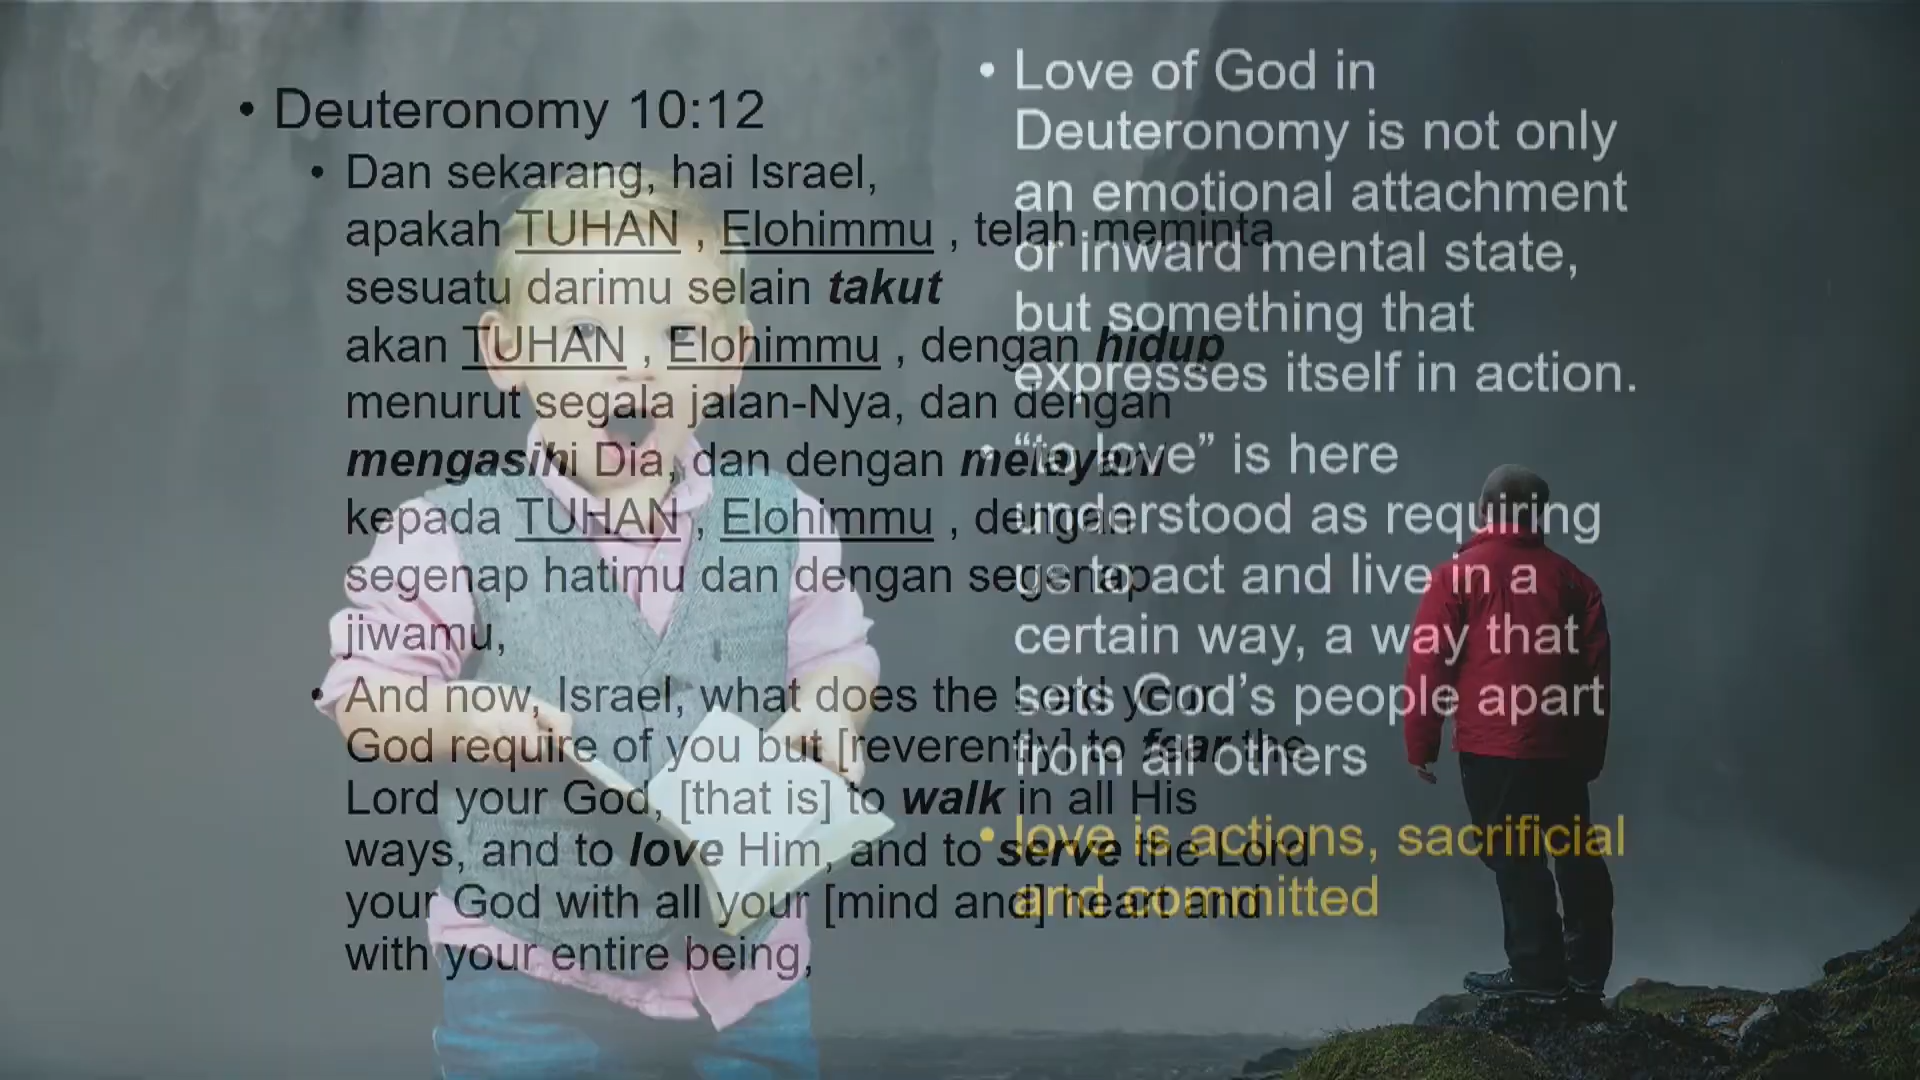 • Deuteronomy 10:12
• Dan sekarang, hai Israel,
apakah TUHAN , Elohimmu , telah meminta
sesuatu darimu selain takut
akan TUHAN , Elohimmu , dengan hidup
menurut segala jalan-Nya, dan dengan
mengasihi Dia, dan dengan melayani
kepada TUHAN , Elohimmu , dengan
segenap hatimu dan dengan segenap
jiwamu,
• And now, Israel, what does the Lord your
God require of you but [reverently] to fear the
Lord your God, [that is] to walk in all His
ways, and to love Him, and to serve the Lord
your God with all your [mind and] heart and
with your entire being,
• Love of God in
Deuteronomy is not only
an emotional attachment
or inward mental state,
but something that
expresses itself in action.
• “to love” is here
understood as requiring
us to act and live in a
certain way, a way that
sets God’s people apart
from all others
• love is actions, sacrificial
and committed